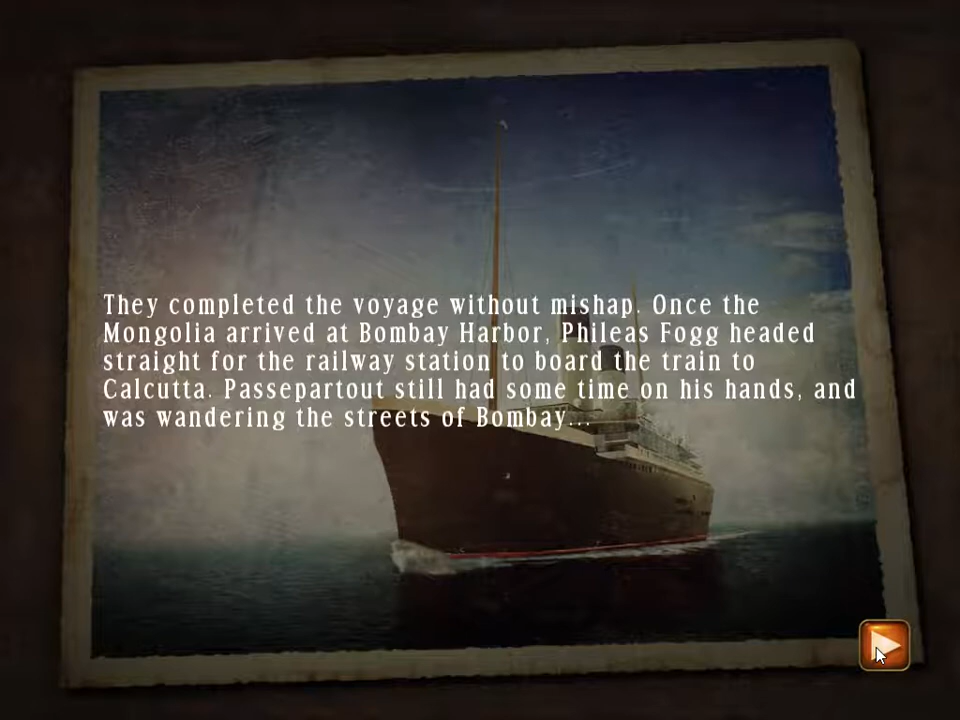 They completed the voyage without mishap. Once the
Mongolia arrived at Bombay Harbor, Phileas Fogg headed
straight for the railway station to board the train to
Calcutta. Passepartout still had some time on his hands, and
was wandering the streets of Bombay...